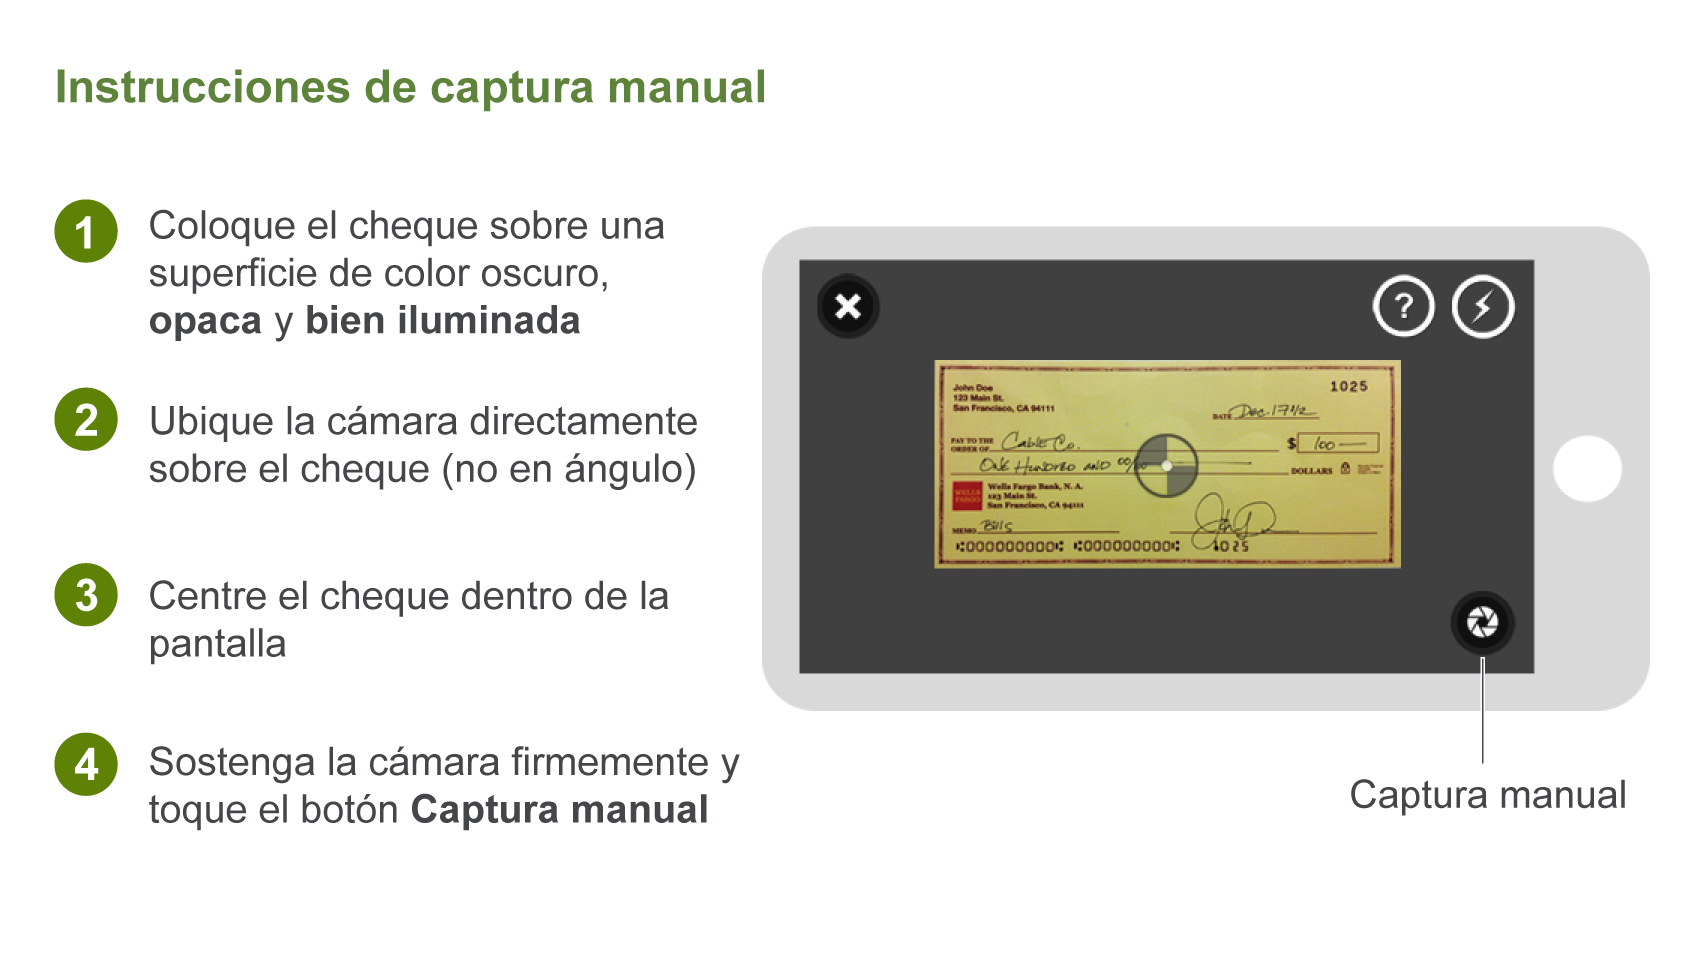 Instrucciones de captura manual
1 Coloque el cheque sobre una
superficie de color oscuro,
opaca y bien iluminada
2 Ubique la cámara directamente
sobre el cheque (no en ángulo)
3 Centre el cheque dentro de la
pantalla
4 Sostenga la cámara firmemente y
toque el botón Captura manual
?
John Doe
123 Main St.
San Francisco, CA 94111
1025
DATE Dec. 17
PAY TO THE
ORDER OF Cable Co.
$ 100
One Hundred and 00/00
DOLLARS
WELLS
FARGO
Wells Fargo Bank, N. A.
123 Main St.
San Francisco, CA 94111
MEMO Bills
⑆000000000⑆ ⑆000000000⑆ 1025
Captura manual